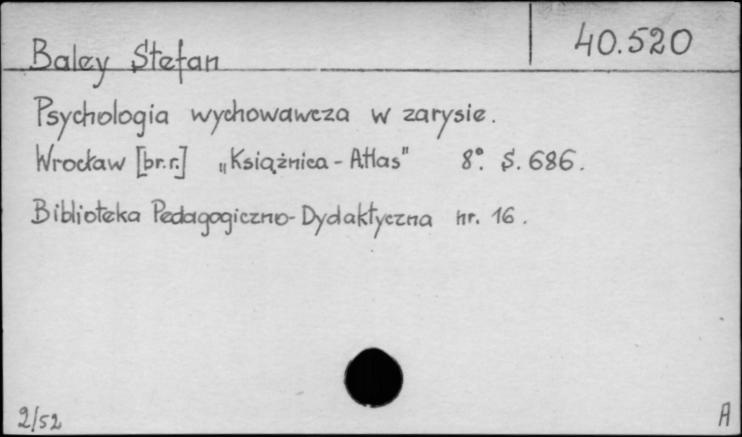 Baley Stefan 40.520
Psychologia wychowawcza w zarysie.
Wrocław [br.r.] „Książnica - Atlas" 8°. S. 686.
Biblioteka Pedagogiczno-Dydaktyczna nr. 16.
2/52 A